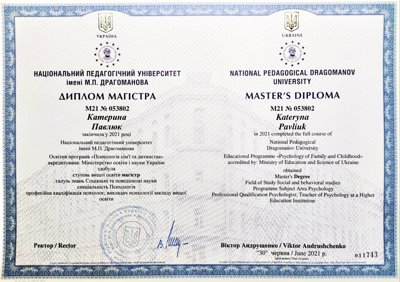 УКРАЇНА
НАЦІОНАЛЬНИЙ ПЕДАГОГІЧНИЙ УНІВЕРСИТЕТ
імені М.П. ДРАГОМАНОВА
ДИПЛОМ МАГІСТРА
М21 № 053802
Катерина
Павлюк
закінчила у 2021 році
Національний педагогічний університет
імені М.П. Драгоманова
Освітня програма «Психологія сім'ї та дитинства»
акредитована: Міністерство освіти і науки України
здобула
ступінь вищої освіти магістр
галузь знань Соціальні та поведінкові науки
спеціальність Психологія
професійна кваліфікація психолог, викладач психології закладу вищої
освіти
Ректор / Rector
UKRAINE
NATIONAL PEDAGOGICAL DRAGOMANOV
UNIVERSITY
MASTER'S DIPLOMA
M21 № 053802
Kateryna
Pavliuk
in 2021 completed the full course of
National Pedagogical
Dragomanov University
Educational Programme «Psychology of Family and Childhood»
accredited by Ministry of Education and Science of Ukraine
obtained
Master's Degree
Field of Study Social and behavioral studies
Programme Subject Area Psychology
Professional Qualification Psychologist; Teacher of Psychology at a Higher
Education Institution
Віктор Андрущенко / Viktor Andrushchenko
"30" червня / June 2021 р.
011743